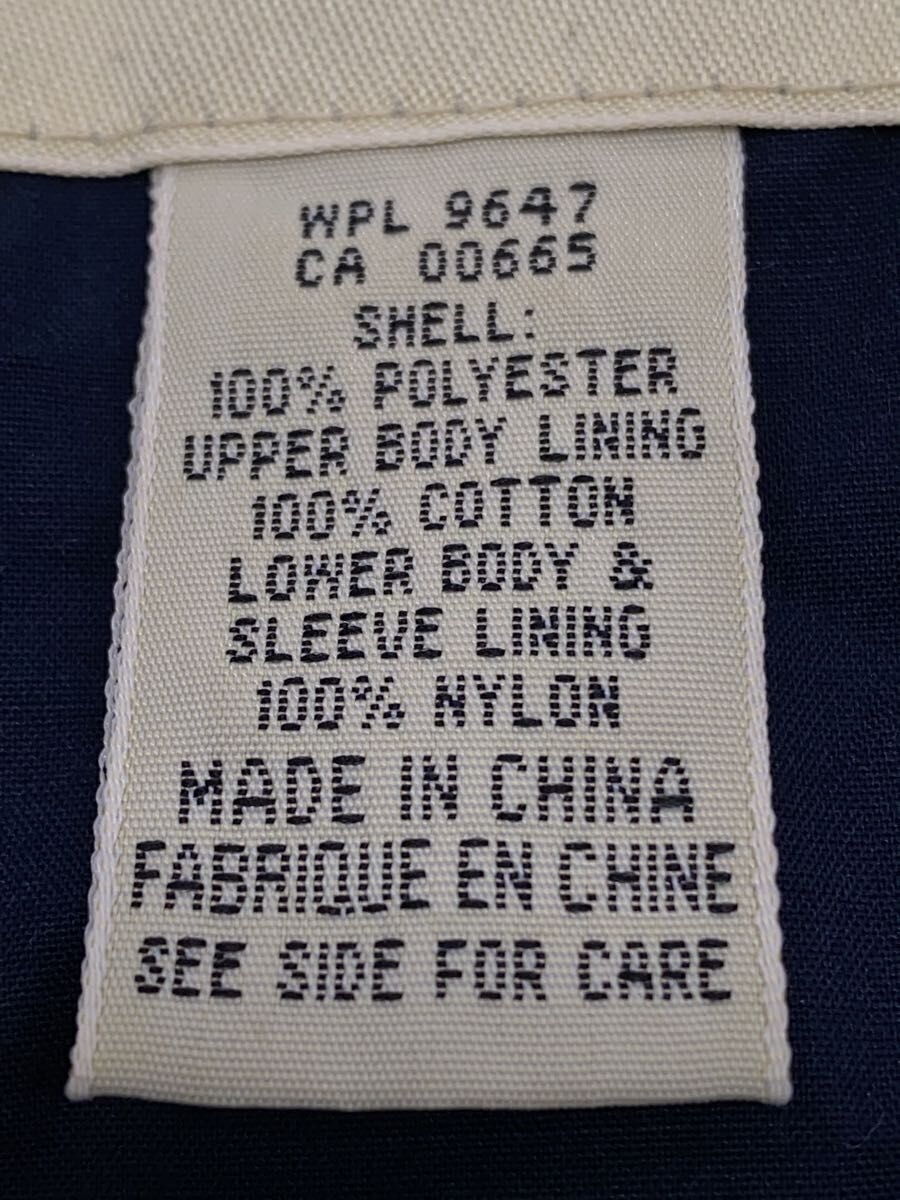 WPL 9647
CA 00665
SHELL:
100% POLYESTER
UPPER BODY LINING
100% COTTON
LOWER BODY &
SLEEVE LINING
100% NYLON
MADE IN CHINA
FABRIQUE EN CHINE
SEE SIDE FOR CARE